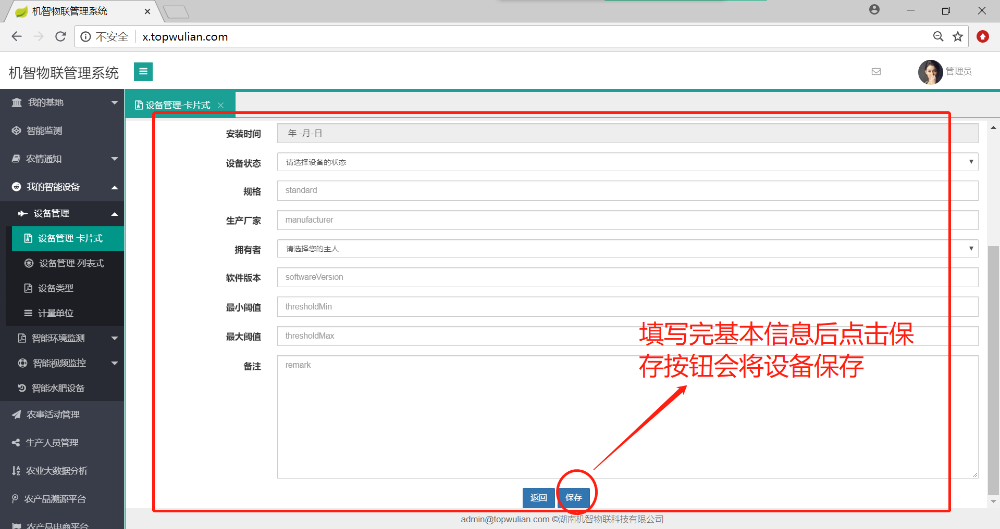 机智物联管理系统
不安全 x.topwulian.com
机智物联管理系统
管理员
我的基地
智能监测
农情通知
我的智能设备
设备管理
设备管理-卡片式
设备管理-列表式
设备类型
计量单位
智能环境监测
智能视频监控
智能水肥设备
农事活动管理
生产人员管理
农业大数据分析
农产品溯源平台
农产品电商平台
设备管理-卡片式
安装时间 年 -月-日
设备状态 请选择设备的状态
规格 standard
生产厂家 manufacturer
拥有者 请选择您的主人
软件版本 softwareVersion
最小阈值 thresholdMin
最大阈值 thresholdMax
备注 remark
填写完基本信息后点击保
存按钮会将设备保存
返回 保存
admin@topwulian.com ©湖南机智物联科技有限公司